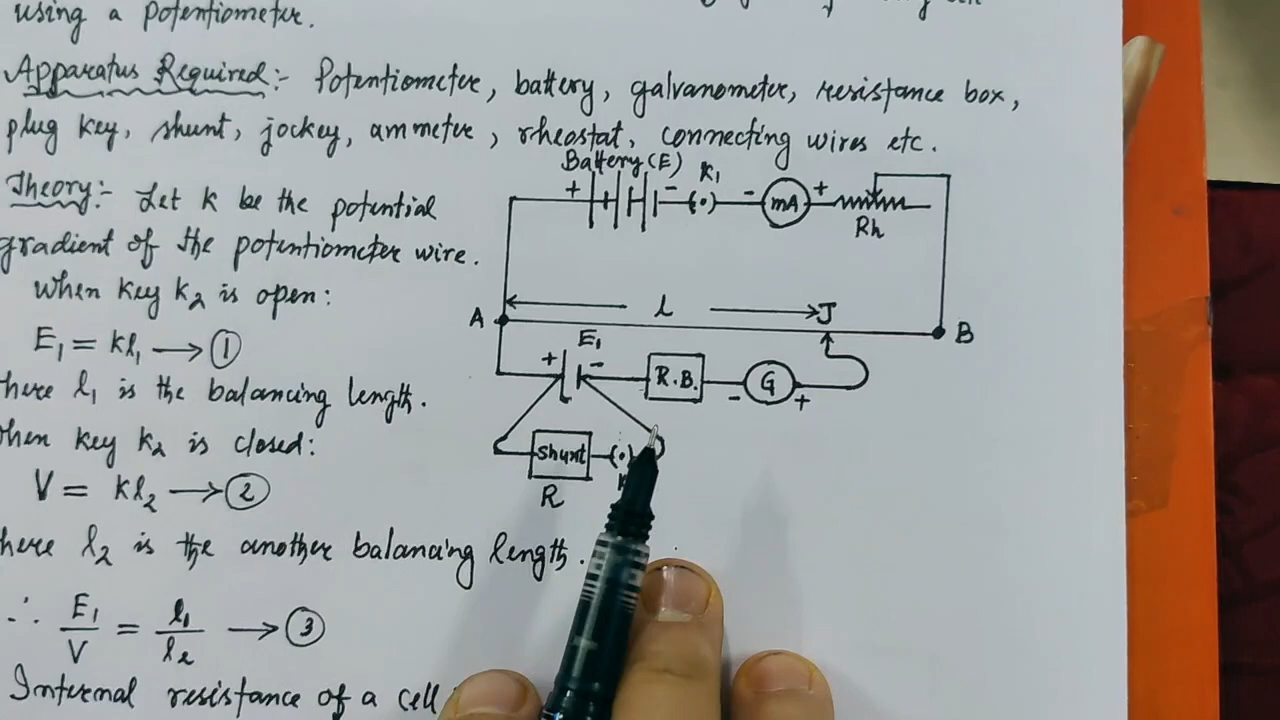 using a potentiometer.
Apparatus Required:- Potentiometer, battery, galvanometer, resistance box,
plug key, shunt, jockey, ammeter, rheostat, connecting wires etc.
Theory:- Let k be the potential
gradient of the potentiometer wire.
When key k2 is open:
E1 = kl1 → ①
here l1 is the balancing length.
hen key k2 is closed:
V = kl2 → ②
here l2 is the another balancing length.
∴ E1/V = l1/l2 → ③
Internal resistance of a cell
Battery (E) K1
+ - - mA + Rh
l J
A B
E1
+ - R.B. - G +
Shunt
R